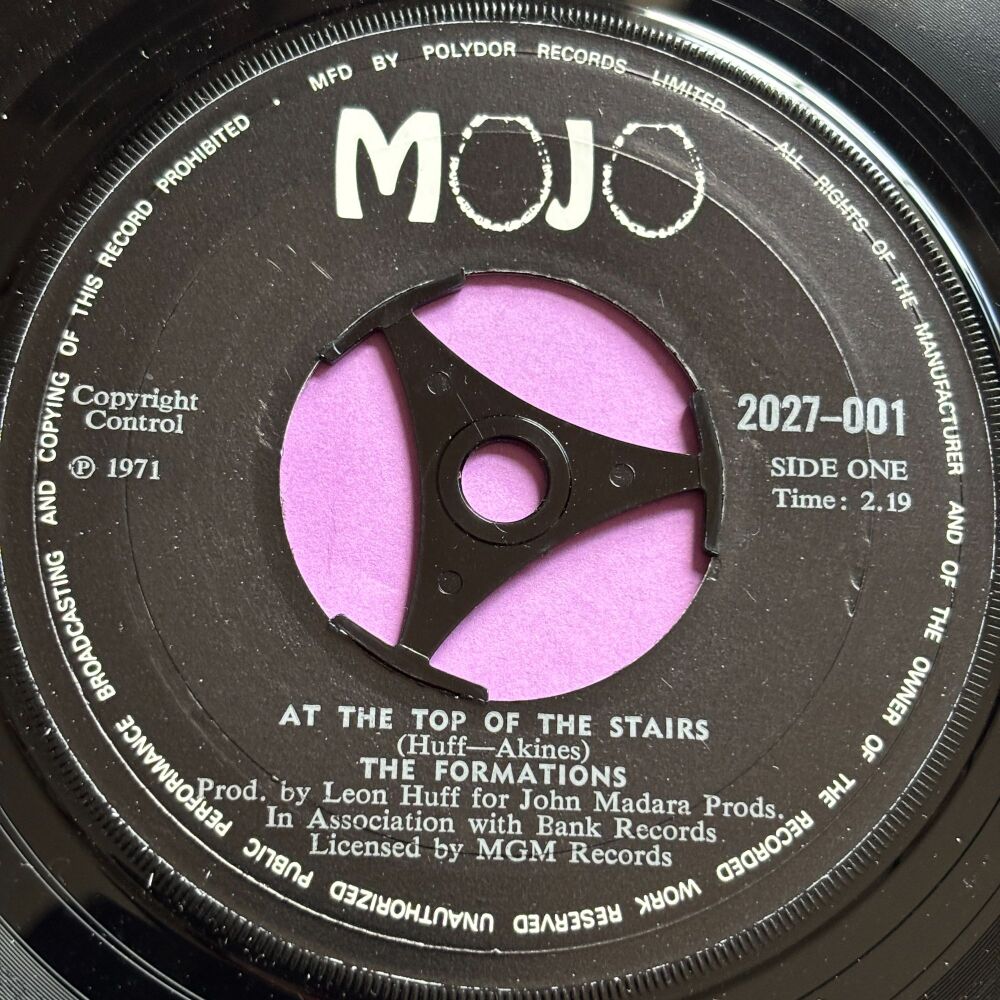 MFD BY POLYDOR RECORDS LIMITED ALL RIGHTS OF THE MANUFACTURER AND OF THE OWNER OF THE RECORDED WORK RESERVED UNAUTHORIZED PUBLIC PERFORMANCE BROADCASTING AND COPYING OF THIS RECORD PROHIBITED
MOJO
Copyright
Control
Ⓟ 1971
2027-001
SIDE ONE
Time: 2.19
AT THE TOP OF THE STAIRS
(Huff—Akines)
THE FORMATIONS
Prod. by Leon Huff for John Madara Prods.
In Association with Bank Records
Licensed by MGM Records